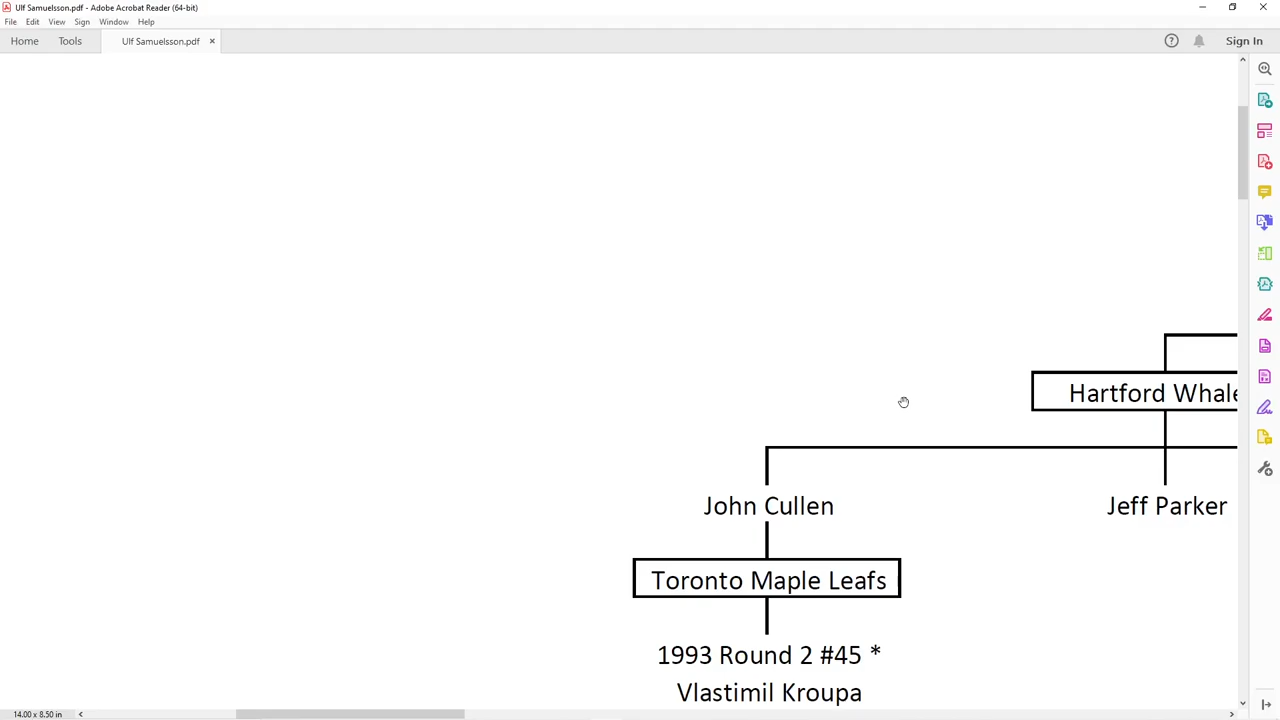 Ulf Samuelsson.pdf - Adobe Acrobat Reader (64-bit)
File Edit View Sign Window Help
Home Tools Ulf Samuelsson.pdf × Sign In
Hartford Whale
John Cullen Jeff Parker
Toronto Maple Leafs
1993 Round 2 #45 *
Vlastimil Kroupa
14.00 x 8.50 in